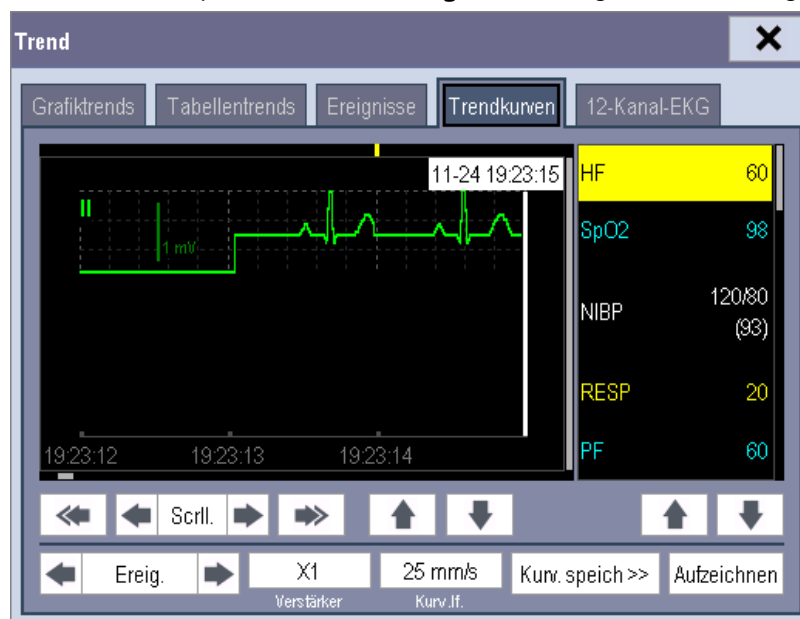 Trend
Grafiktrends Tabellentrends Ereignisse Trendkurven 12-Kanal-EKG
11-24 19:23:15
II
1 mV
19:23:12 19:23:13 19:23:14
HF 60
SpO2 98
NIBP 120/80
(93)
RESP 20
PF 60
Scrll.
Ereig. X1 25 mm/s Kurv. speich >> Aufzeichnen
Verstärker Kurv.lf.